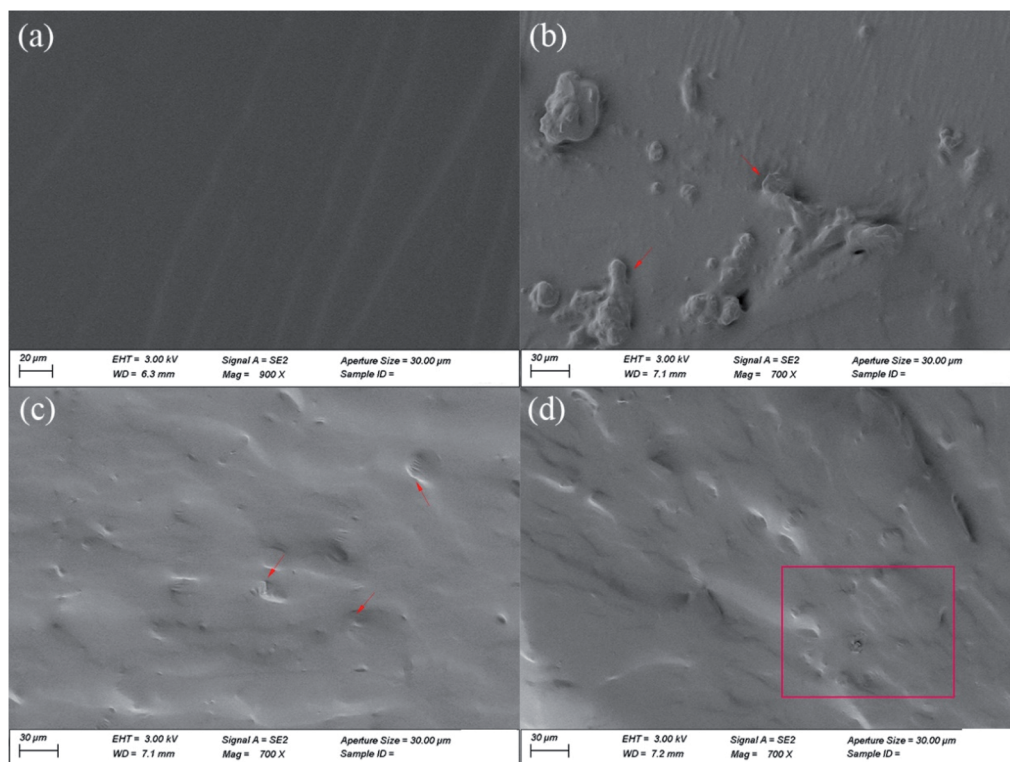 (a)
20 µm
EHT = 3.00 kV
Signal A = SE2
Aperture Size = 30.00 µm
WD = 6.3 mm
Mag = 900 X
Sample ID =
(b)
30 µm
EHT = 3.00 kV
Signal A = SE2
Aperture Size = 30.00 µm
WD = 7.1 mm
Mag = 700 X
Sample ID =
(c)
30 µm
EHT = 3.00 kV
Signal A = SE2
Aperture Size = 30.00 µm
WD = 7.1 mm
Mag = 700 X
Sample ID =
(d)
30 µm
EHT = 3.00 kV
Signal A = SE2
Aperture Size = 30.00 µm
WD = 7.2 mm
Mag = 700 X
Sample ID =